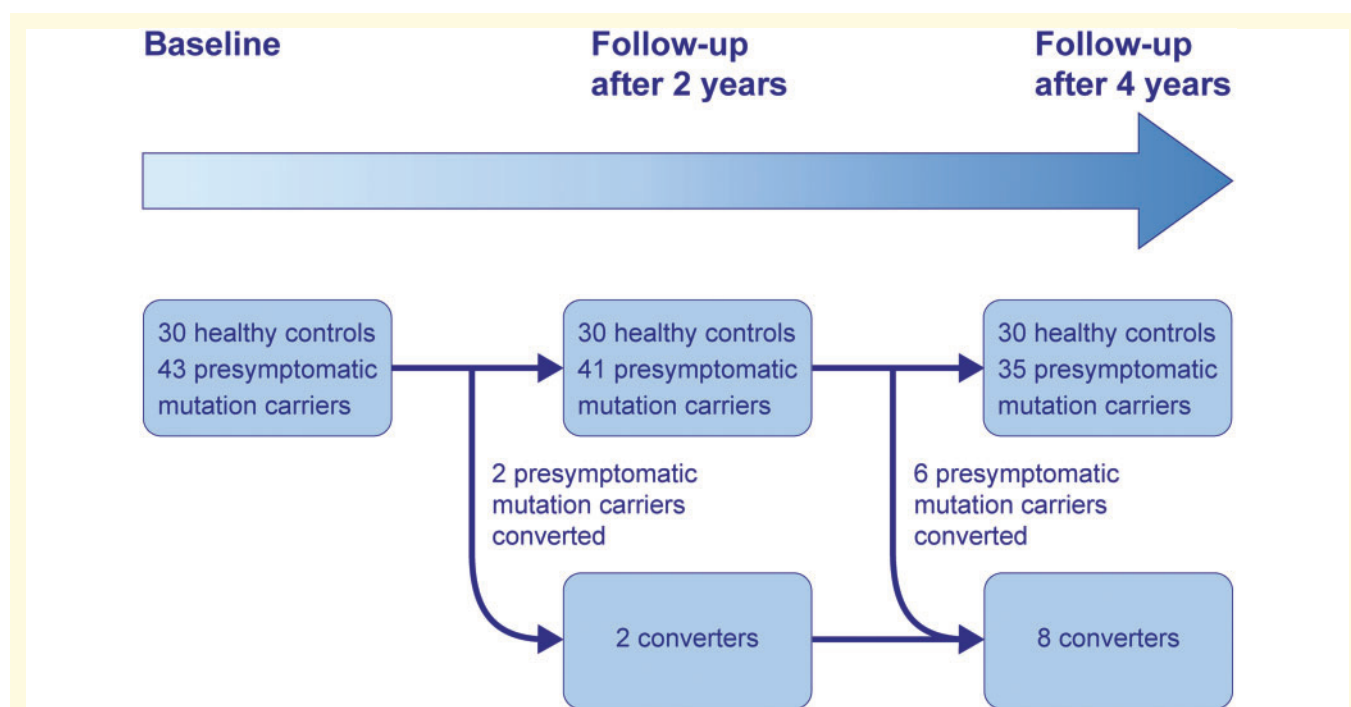 Baseline
Follow-up
after 2 years
Follow-up
after 4 years
30 healthy controls
43 presymptomatic
mutation carriers
30 healthy controls
41 presymptomatic
mutation carriers
30 healthy controls
35 presymptomatic
mutation carriers
2 presymptomatic
mutation carriers
converted
6 presymptomatic
mutation carriers
converted
2 converters
8 converters